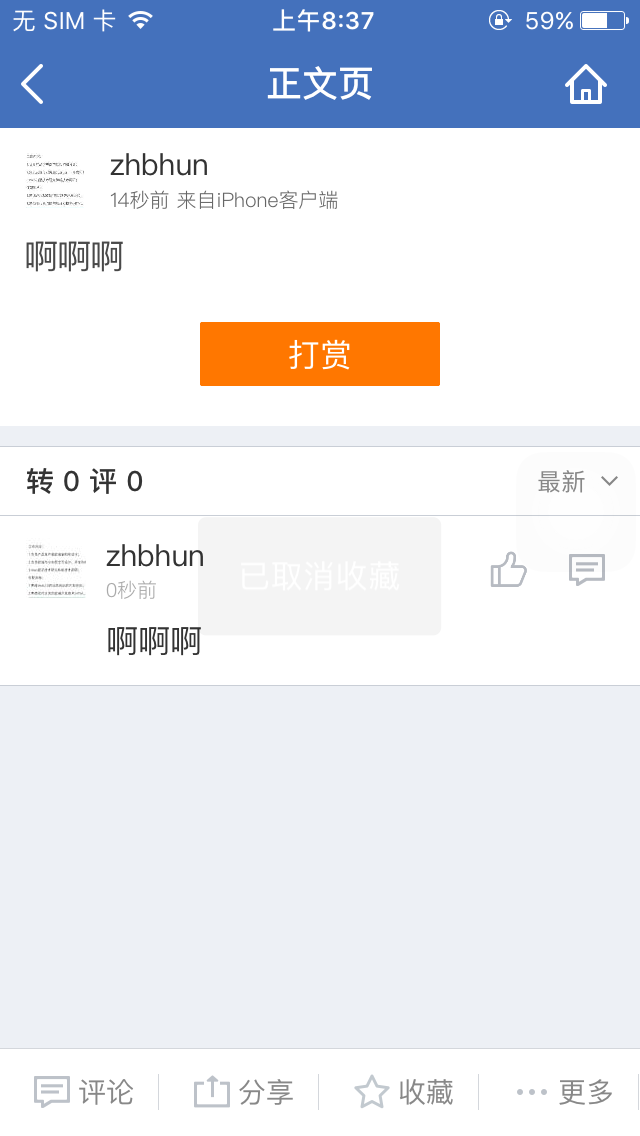 无 SIM 卡 上午8:37 59%
正文页
zhbhun
14秒前 来自iPhone客户端
啊啊啊
打赏
转 0 评 0 最新
zhbhun
已取消收藏
0秒前
啊啊啊
评论 分享 收藏 更多